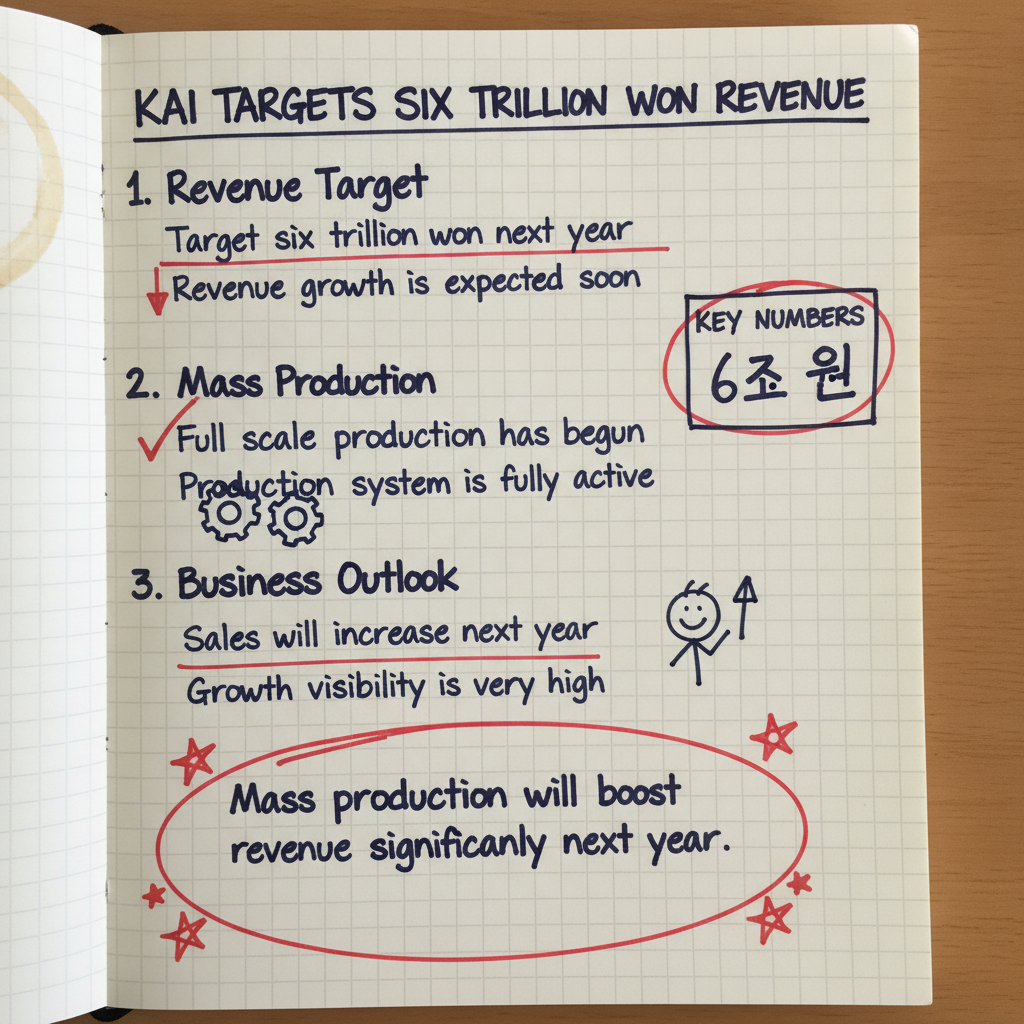 KAI TARGETS SIX TRILLION WON REVENUE
1. Revenue Target
Target six trillion won next year
Revenue growth is expected soon
KEY NUMBERS
6조 원
2. Mass Production
Full scale production has begun
Production system is fully active
3. Business Outlook
Sales will increase next year
Growth visibility is very high
Mass production will boost
revenue significanly next year.